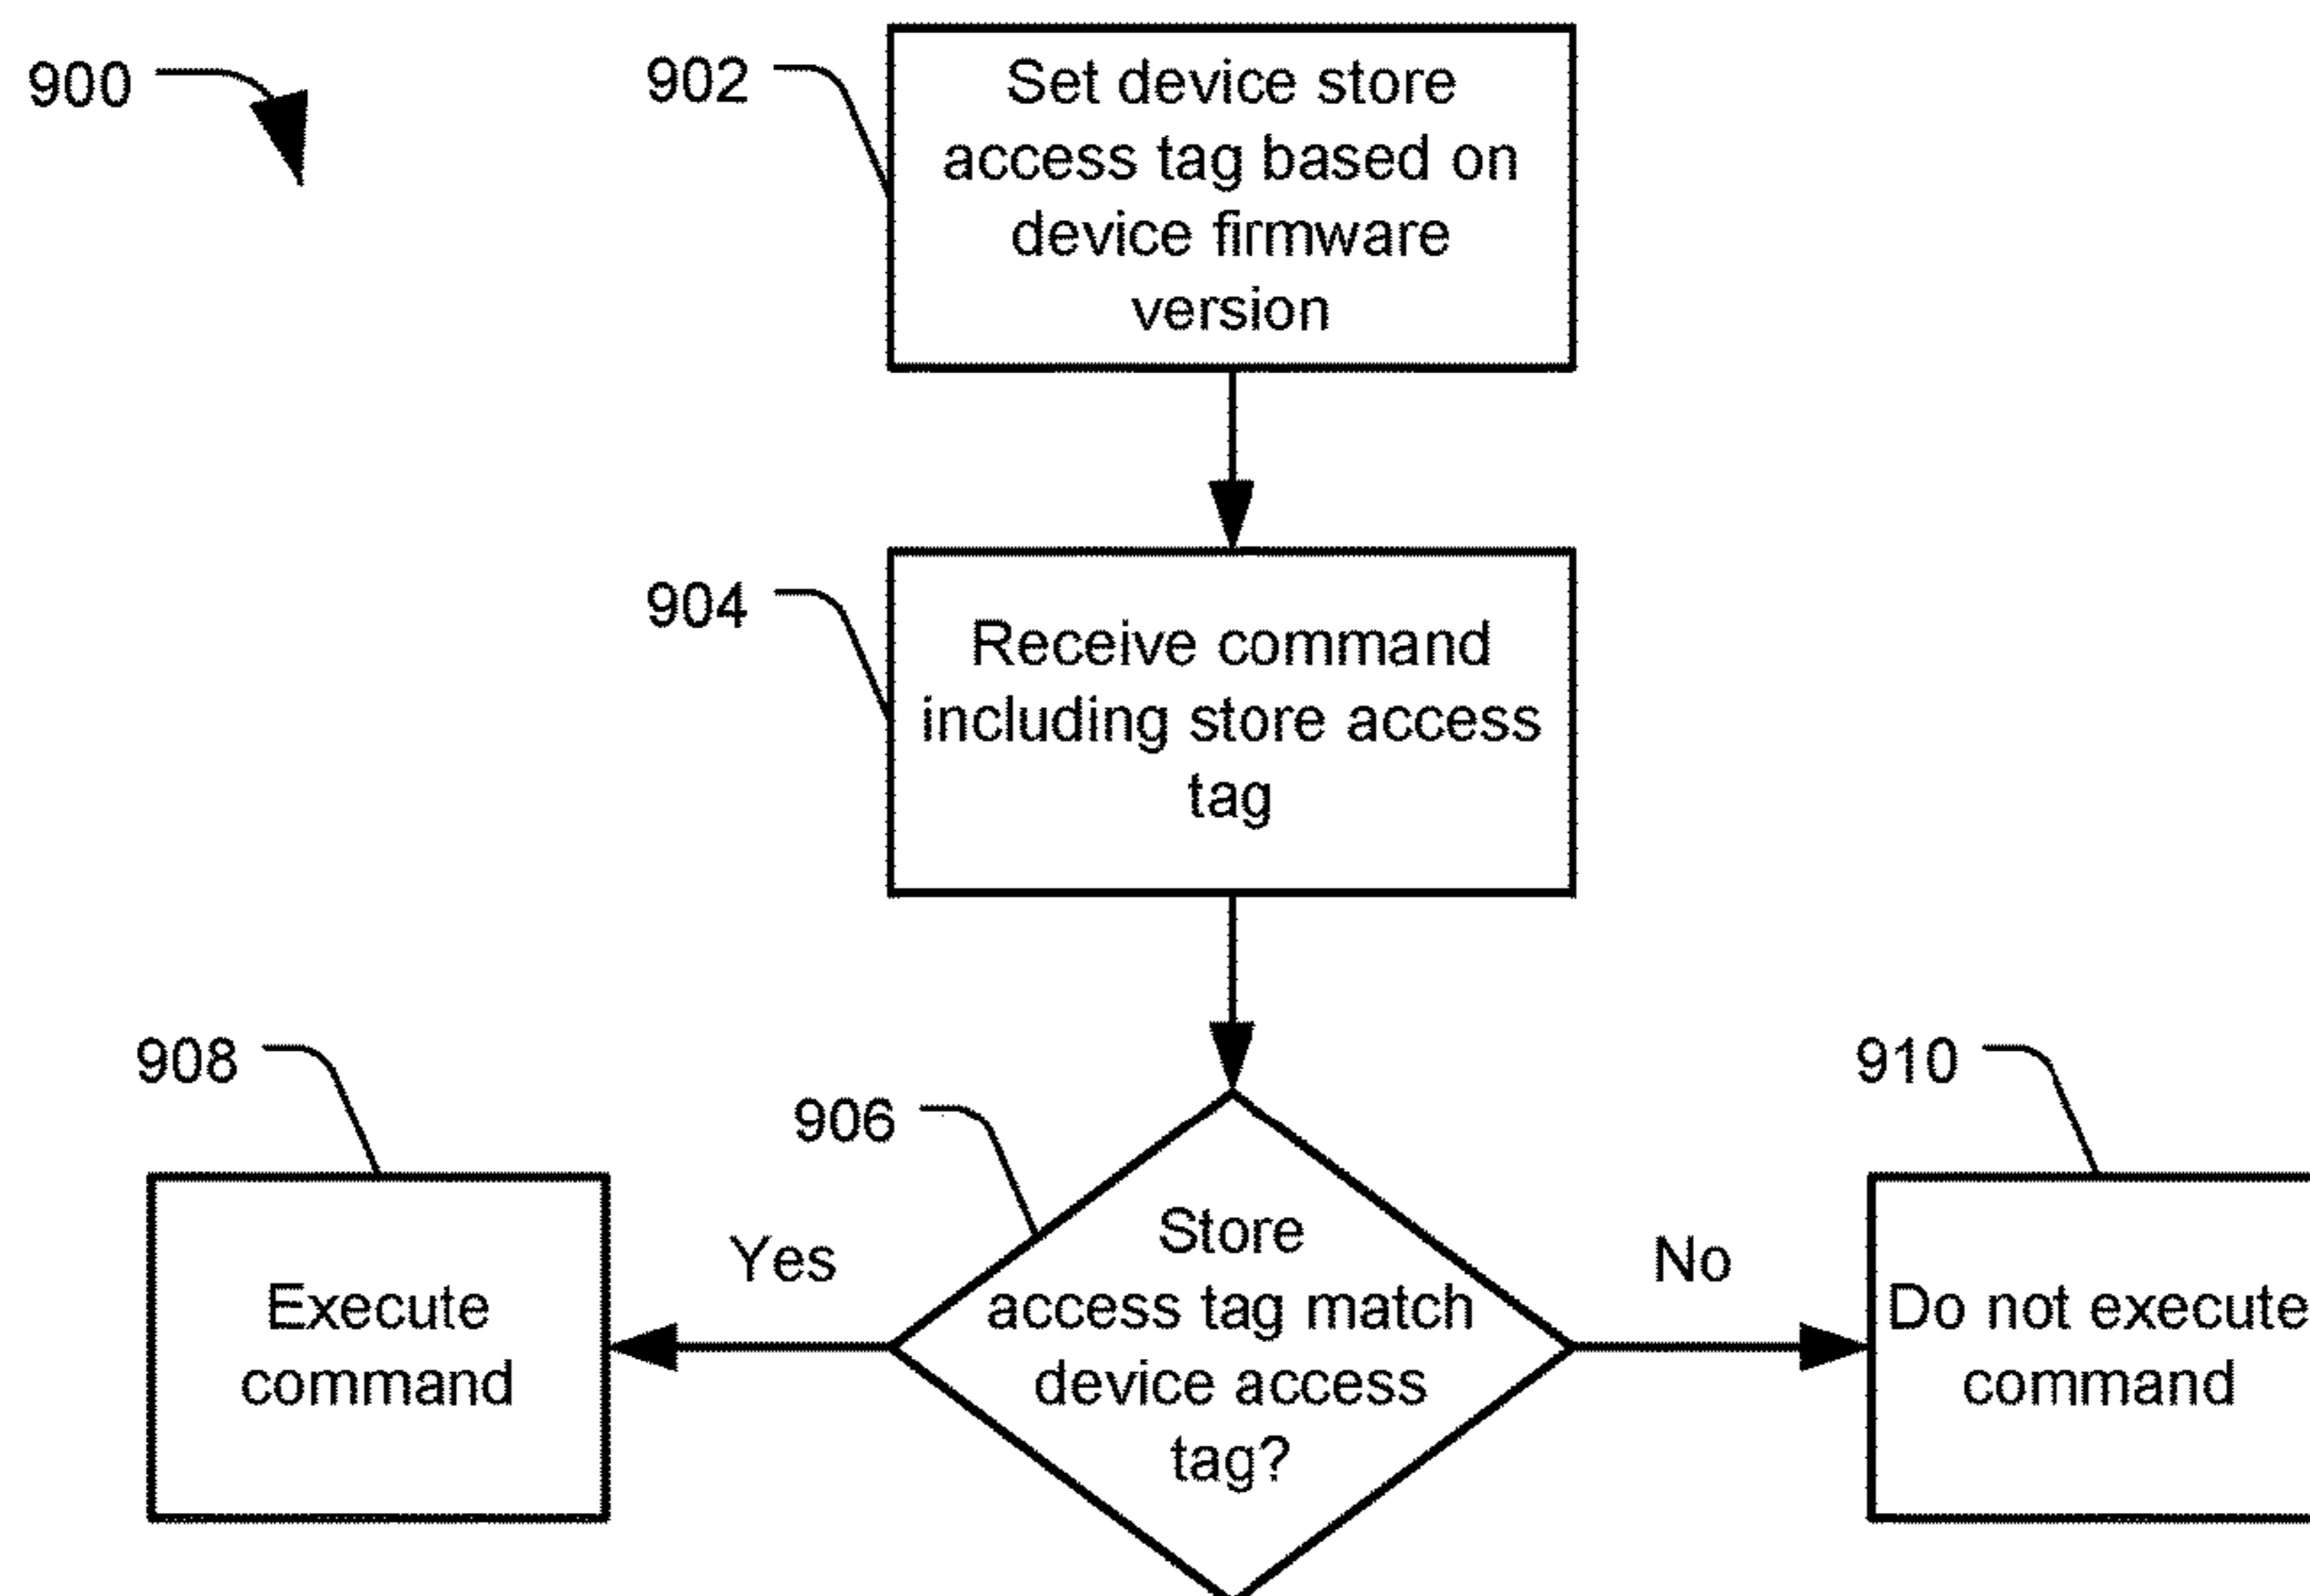 900
902
Set device store
access tag based on
device firmware
version
904
Receive command
including store access
tag
908
906
910
Execute
command
Yes
Store
access tag match
device access
tag?
No
Do not execute
command